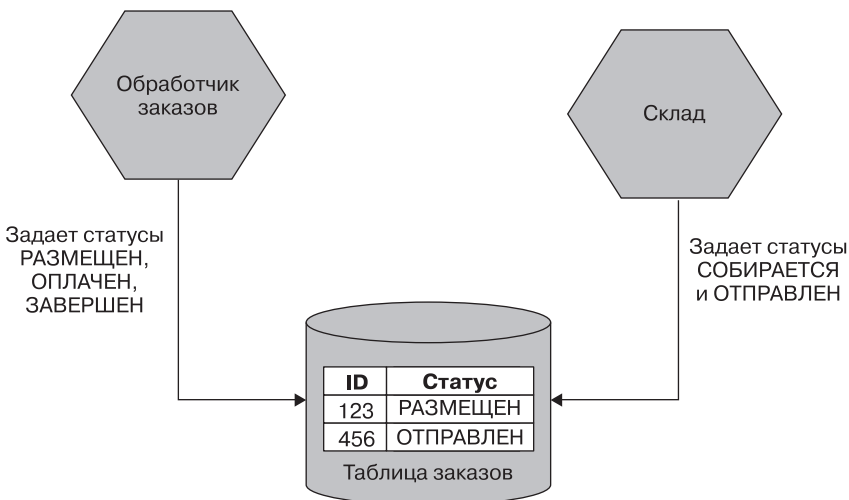 Обработчик
заказов
Склад
Задает статусы
РАЗМЕЩЕН,
ОПЛАЧЕН,
ЗАВЕРШЕН
Задает статусы
СОБИРАЕТСЯ
и ОТПРАВЛЕН
ID Статус
123 РАЗМЕЩЕН
456 ОТПРАВЛЕН
Таблица заказов